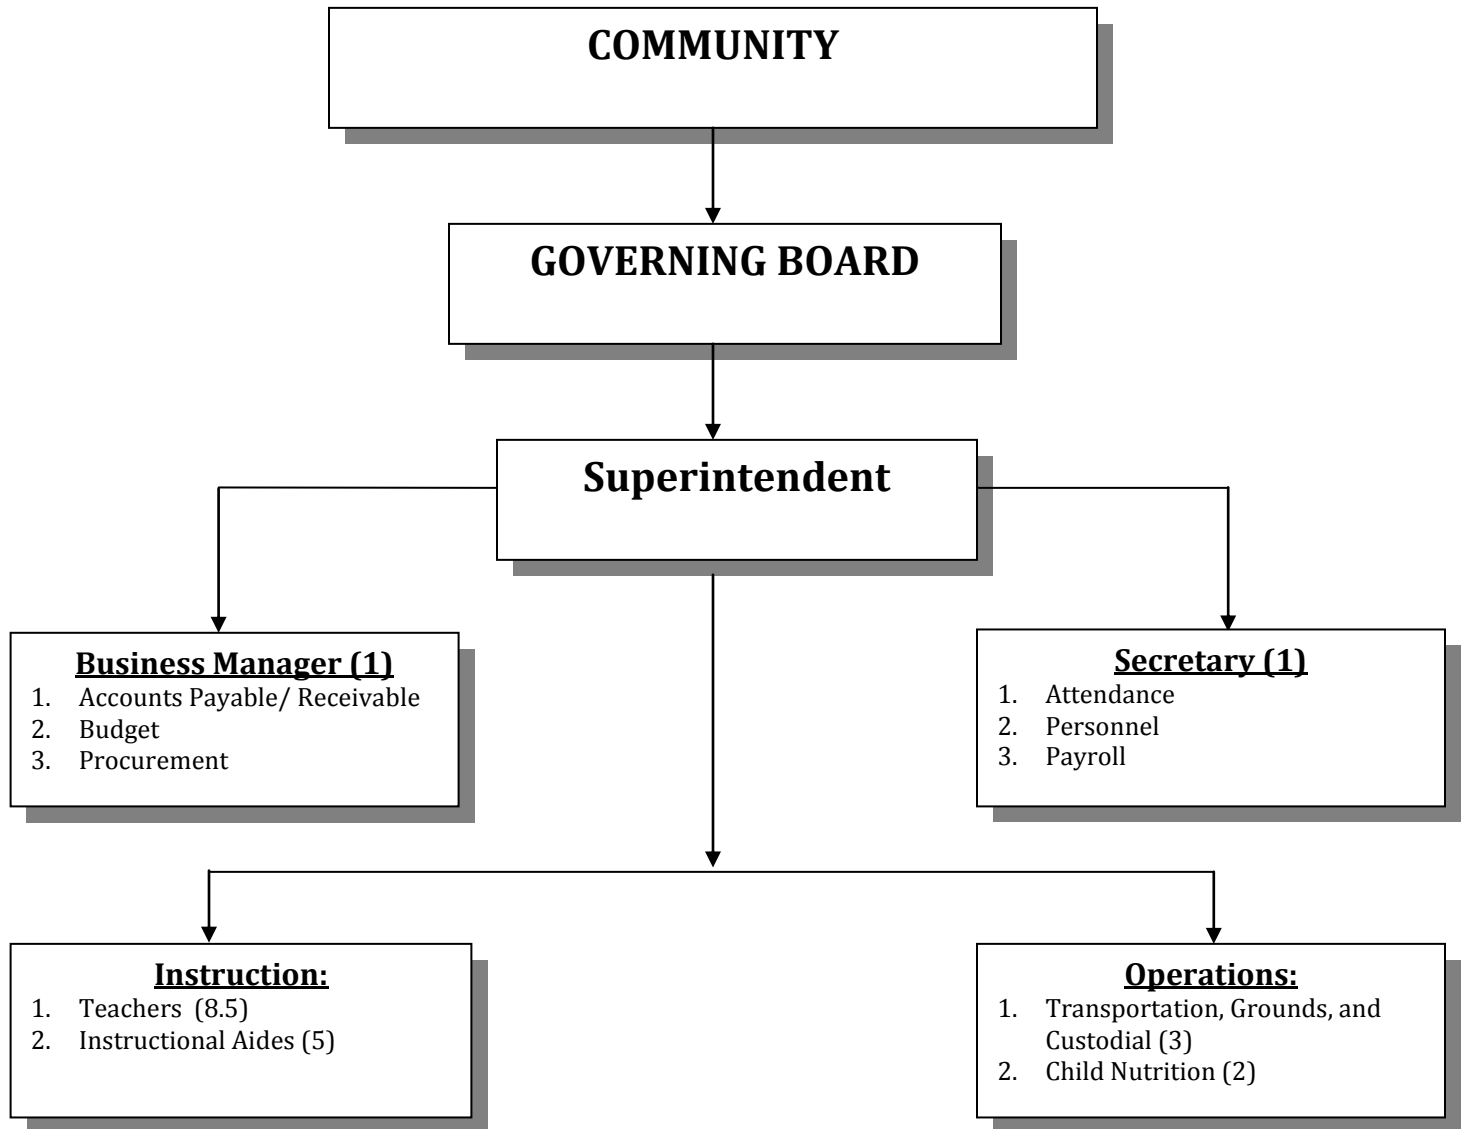 COMMUNITY
GOVERNING BOARD
Superintendent
Business Manager (1)
1. Accounts Payable/ Receivable
2. Budget
3. Procurement
Secretary (1)
1. Attendance
2. Personnel
3. Payroll
Instruction:
1. Teachers (8.5)
2. Instructional Aides (5)
Operations:
1. Transportation, Grounds, and
Custodial (3)
2. Child Nutrition (2)